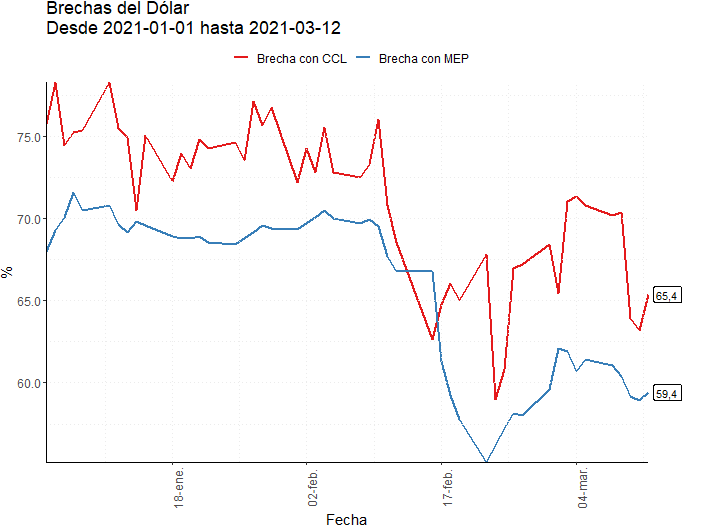 Brechas del Dólar
Desde 2021-01-01 hasta 2021-03-12
Brecha con CCL
Brecha con MEP
75.0
70.0
65.0
60.0
%
65,4
59,4
18-ene.
02-feb.
17-feb.
04-mar.
Fecha